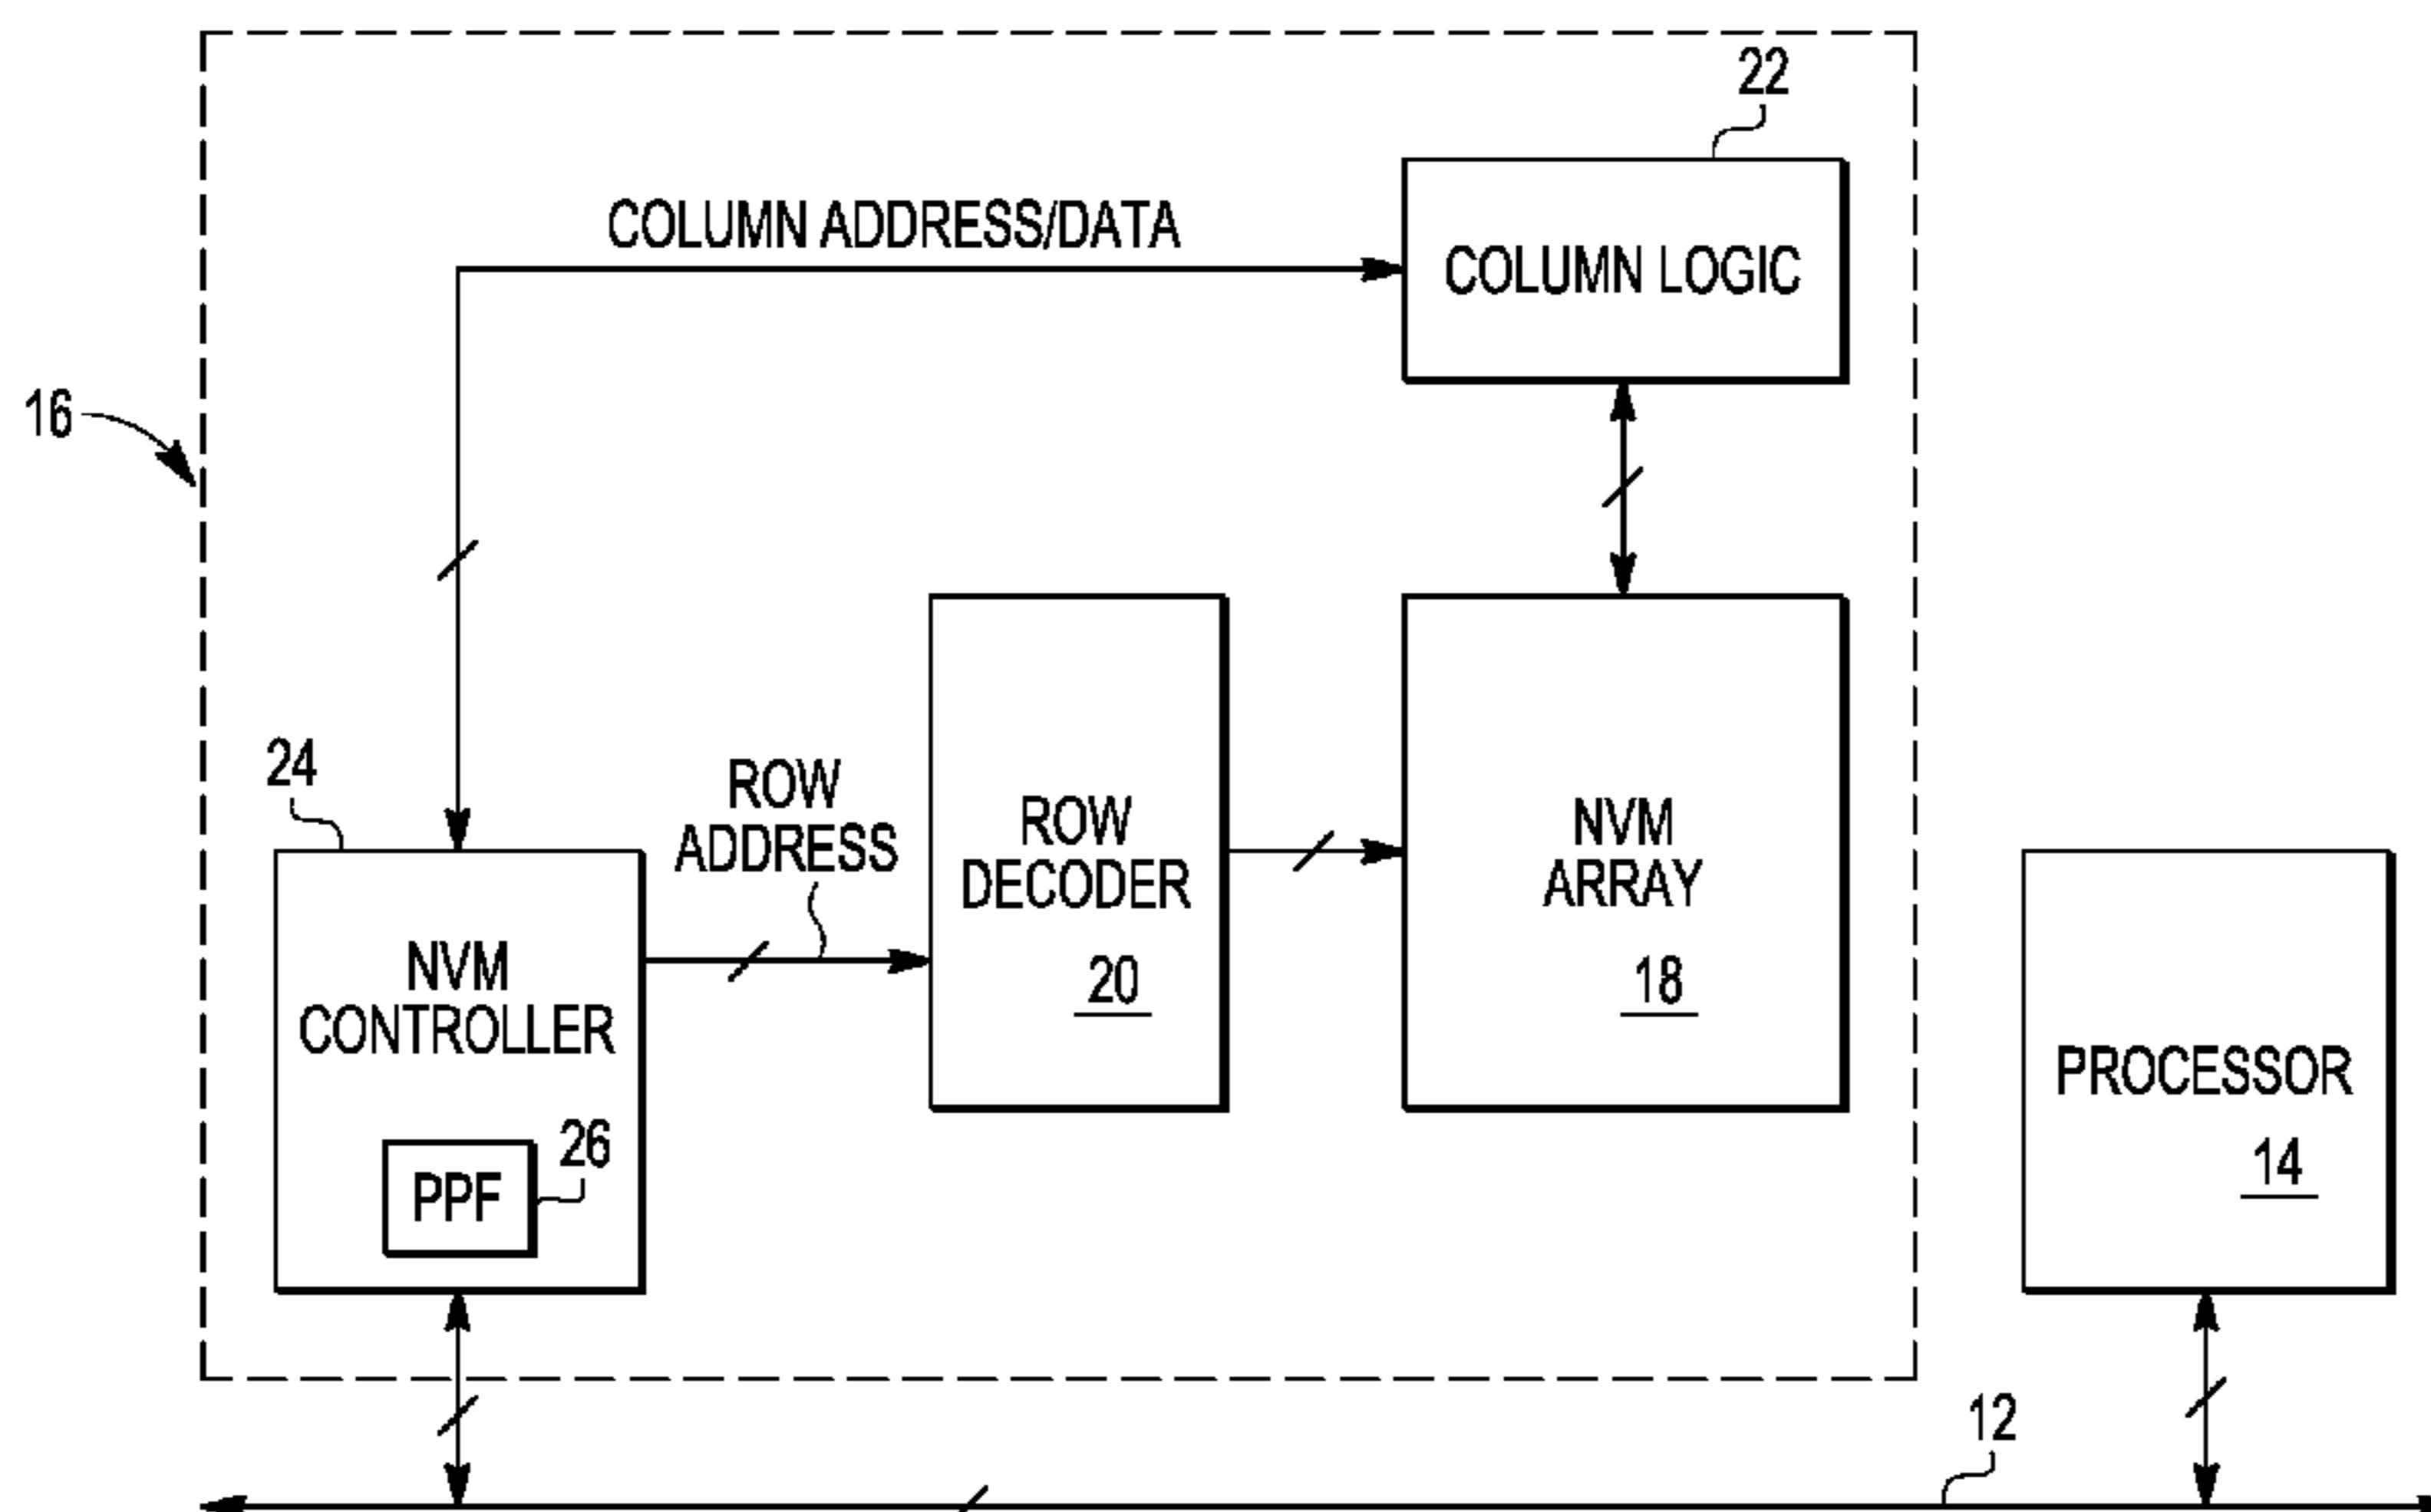 22
COLUMN ADDRESS/DATA
COLUMN LOGIC
16
24
ROW
ADDRESS
ROW
DECODER
20
NVM
ARRAY
18
NVM
CONTROLLER
26
PPF
PROCESSOR
14
12